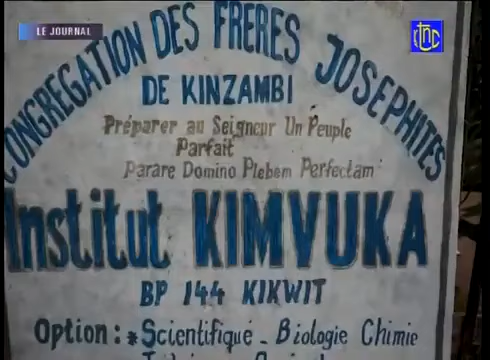 LE JOURNAL
CONGREGATION DES FRERES JOSEPHITES
DE KINZAMBI
Préparer au Seigneur Un Peuple
Parfait
Parare Domino Plebem Perfectam
Institut KIMVUKA
BP 144 KIKWIT
Option: *Scientifique - Biologie Chimie